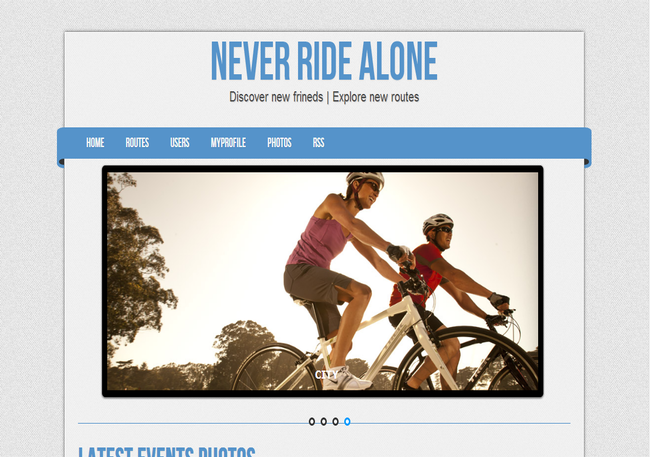 NEVER RIDE ALONE
Discover new frineds | Explore new routes
HOME ROUTES USERS MYPROFILE PHOTOS RSS
CITY
LATEST EVENTS PHOTOS